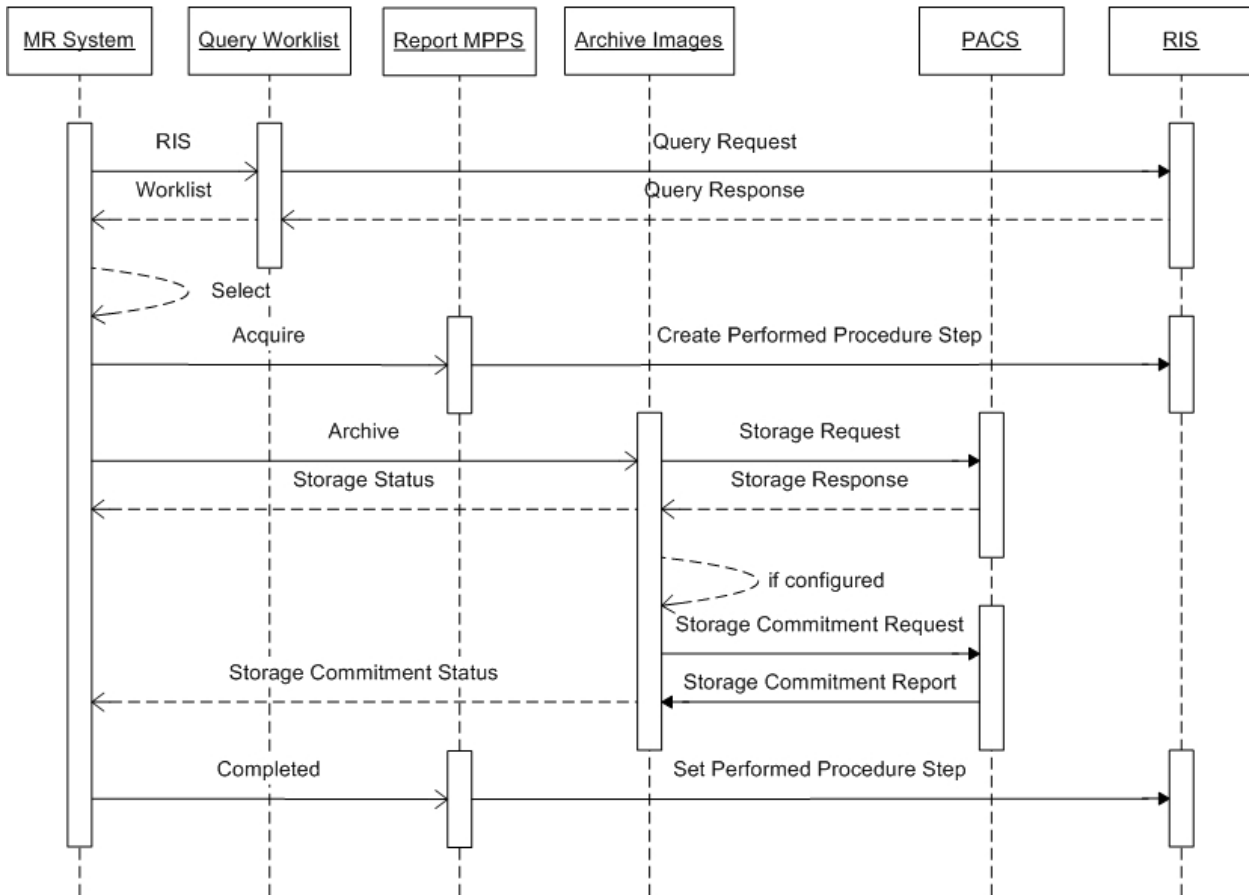 MR System
Query Worklist
Report MPPS
Archive Images
PACS
RIS
RIS
Query Request
Worklist
Query Response
Select
Acquire
Create Performed Procedure Step
Archive
Storage Request
Storage Status
Storage Response
if configured
Storage Commitment Request
Storage Commitment Status
Storage Commitment Report
Completed
Set Performed Procedure Step